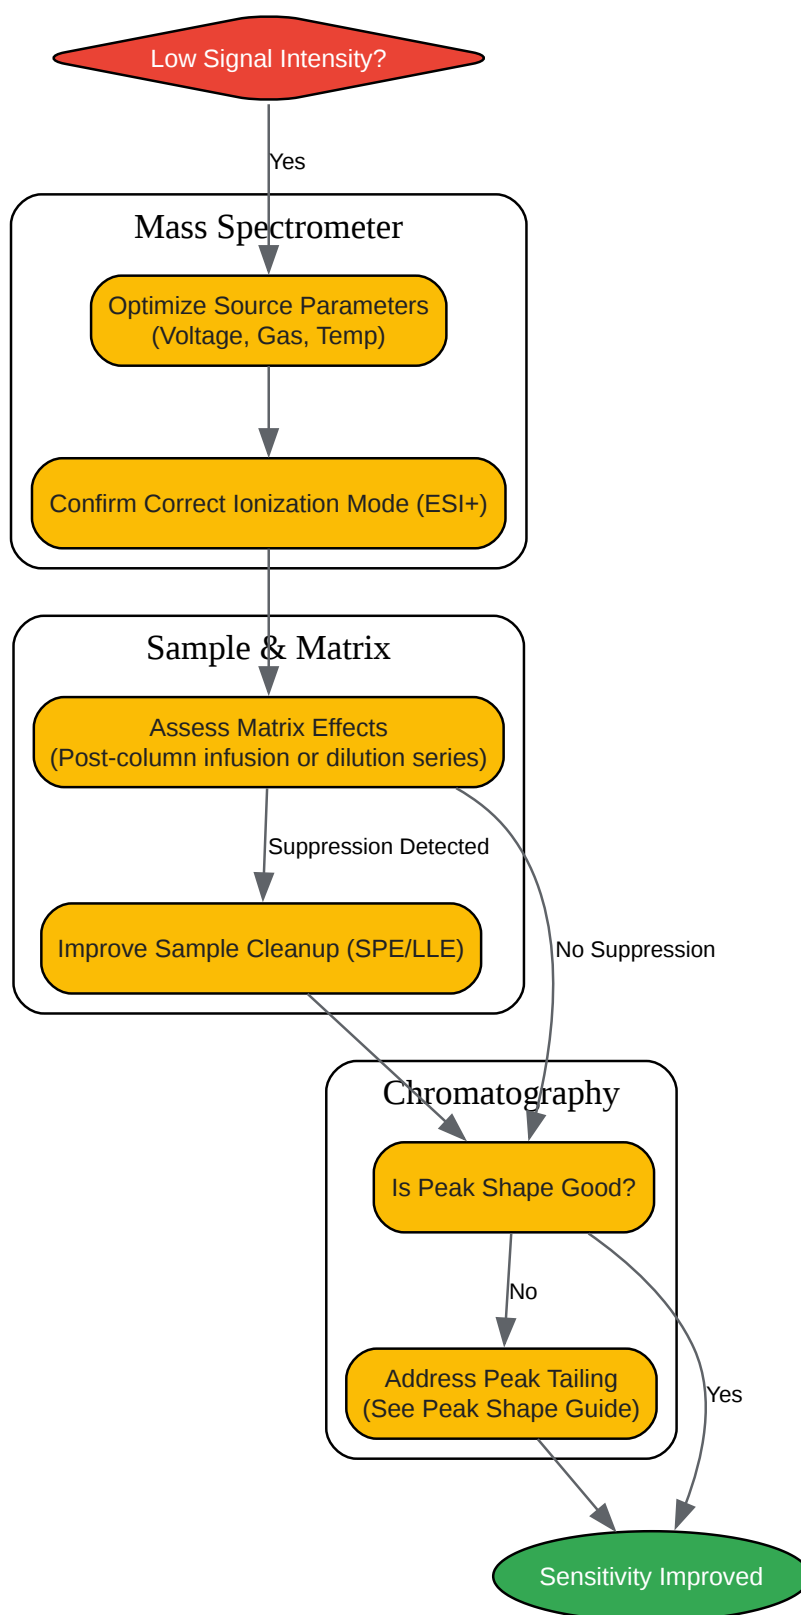 Low Signal Intensity?
Yes
Mass Spectrometer
Optimize Source Parameters
(Voltage, Gas, Temp)
Confirm Correct Ionization Mode (ESI+)
Sample & Matrix
Assess Matrix Effects
(Post-column infusion or dilution series)
Suppression Detected
Improve Sample Cleanup (SPE/LLE)
No Suppression
Chromatography
Is Peak Shape Good?
No
Address Peak Tailing
(See Peak Shape Guide)
Yes
Sensitivity Improved